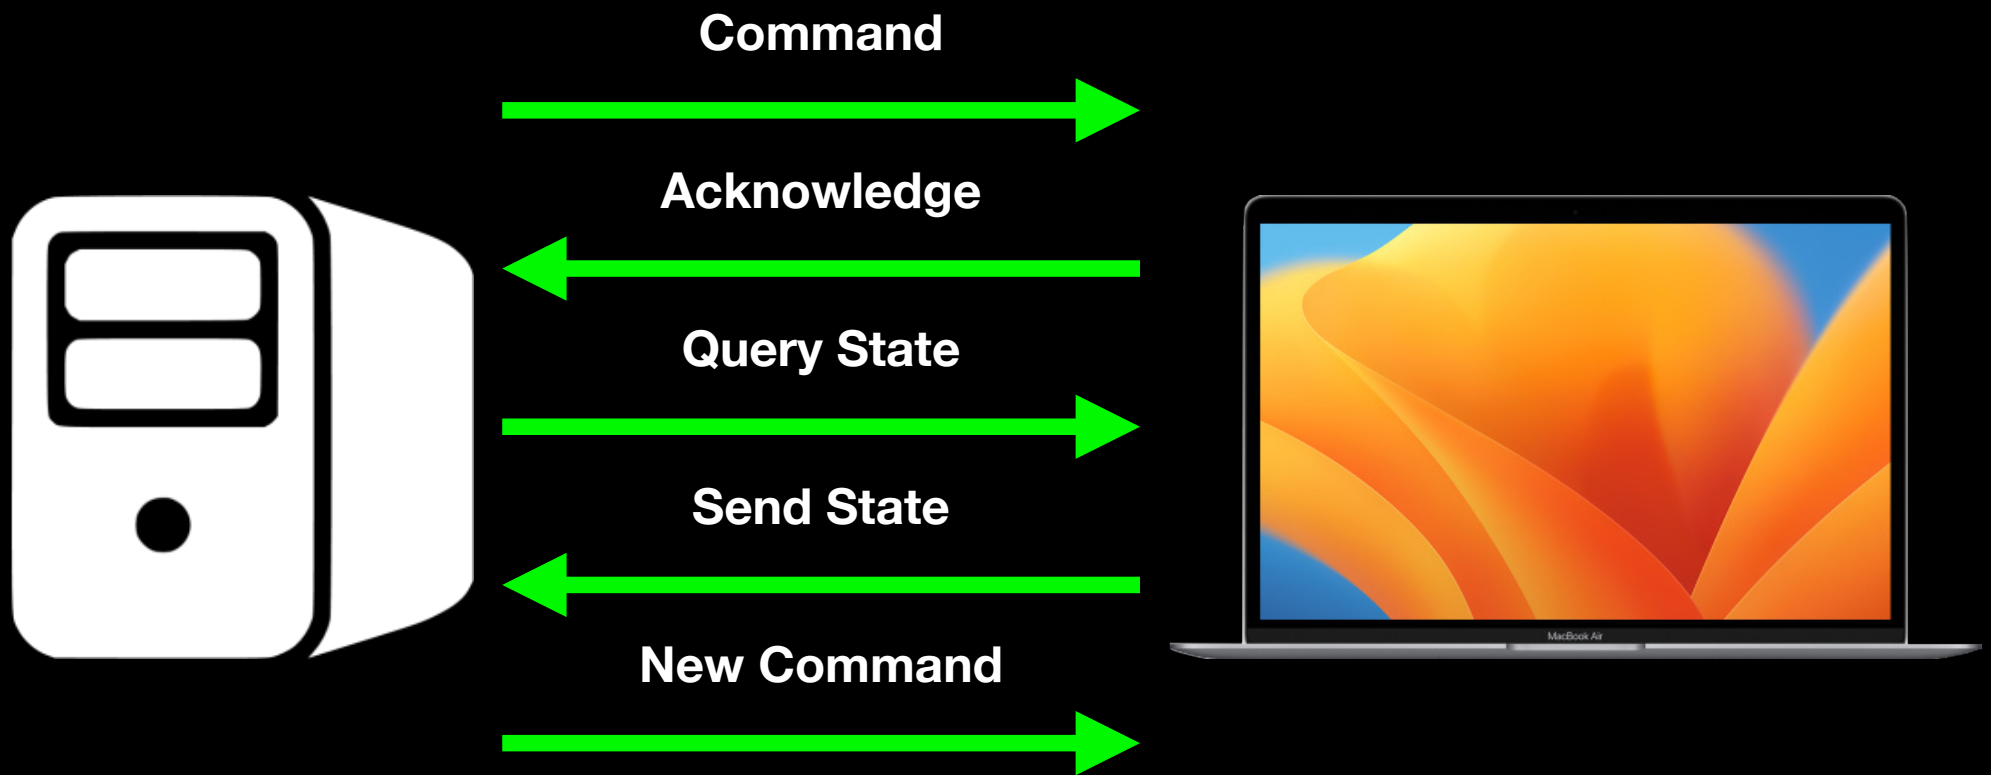 Command
Acknowledge
Query State
Send State
MacBook Air
New Command